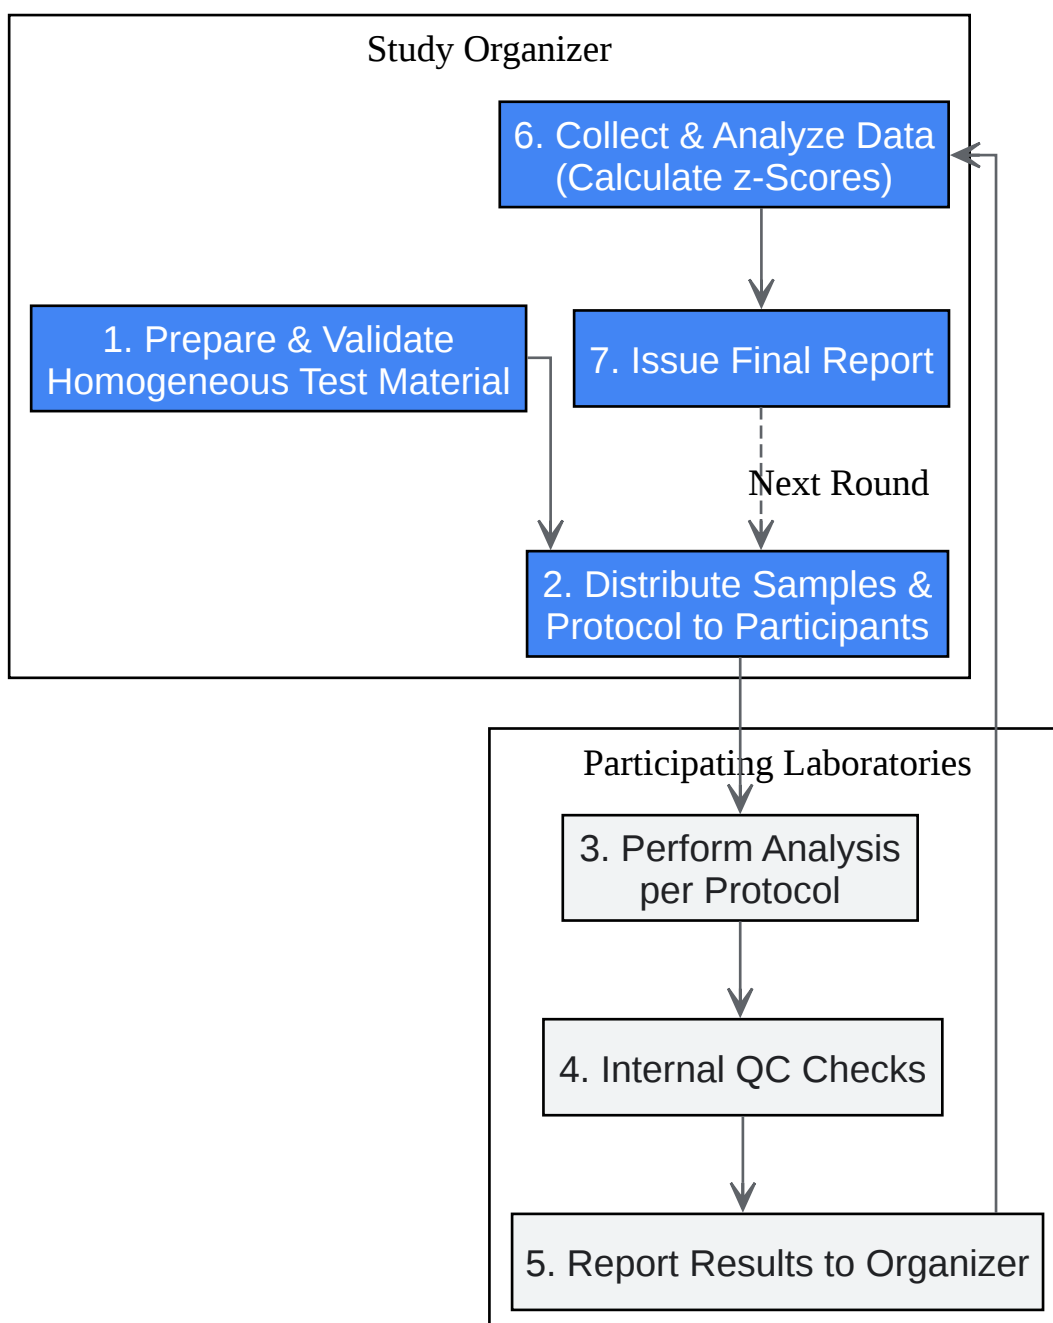 Study Organizer
6. Collect & Analyze Data
(Calculate z-Scores)
1. Prepare & Validate
Homogeneous Test Material
7. Issue Final Report
Next Round
2. Distribute Samples &
Protocol to Participants
Participating Laboratories
3. Perform Analysis
per Protocol
4. Internal QC Checks
5. Report Results to Organizer